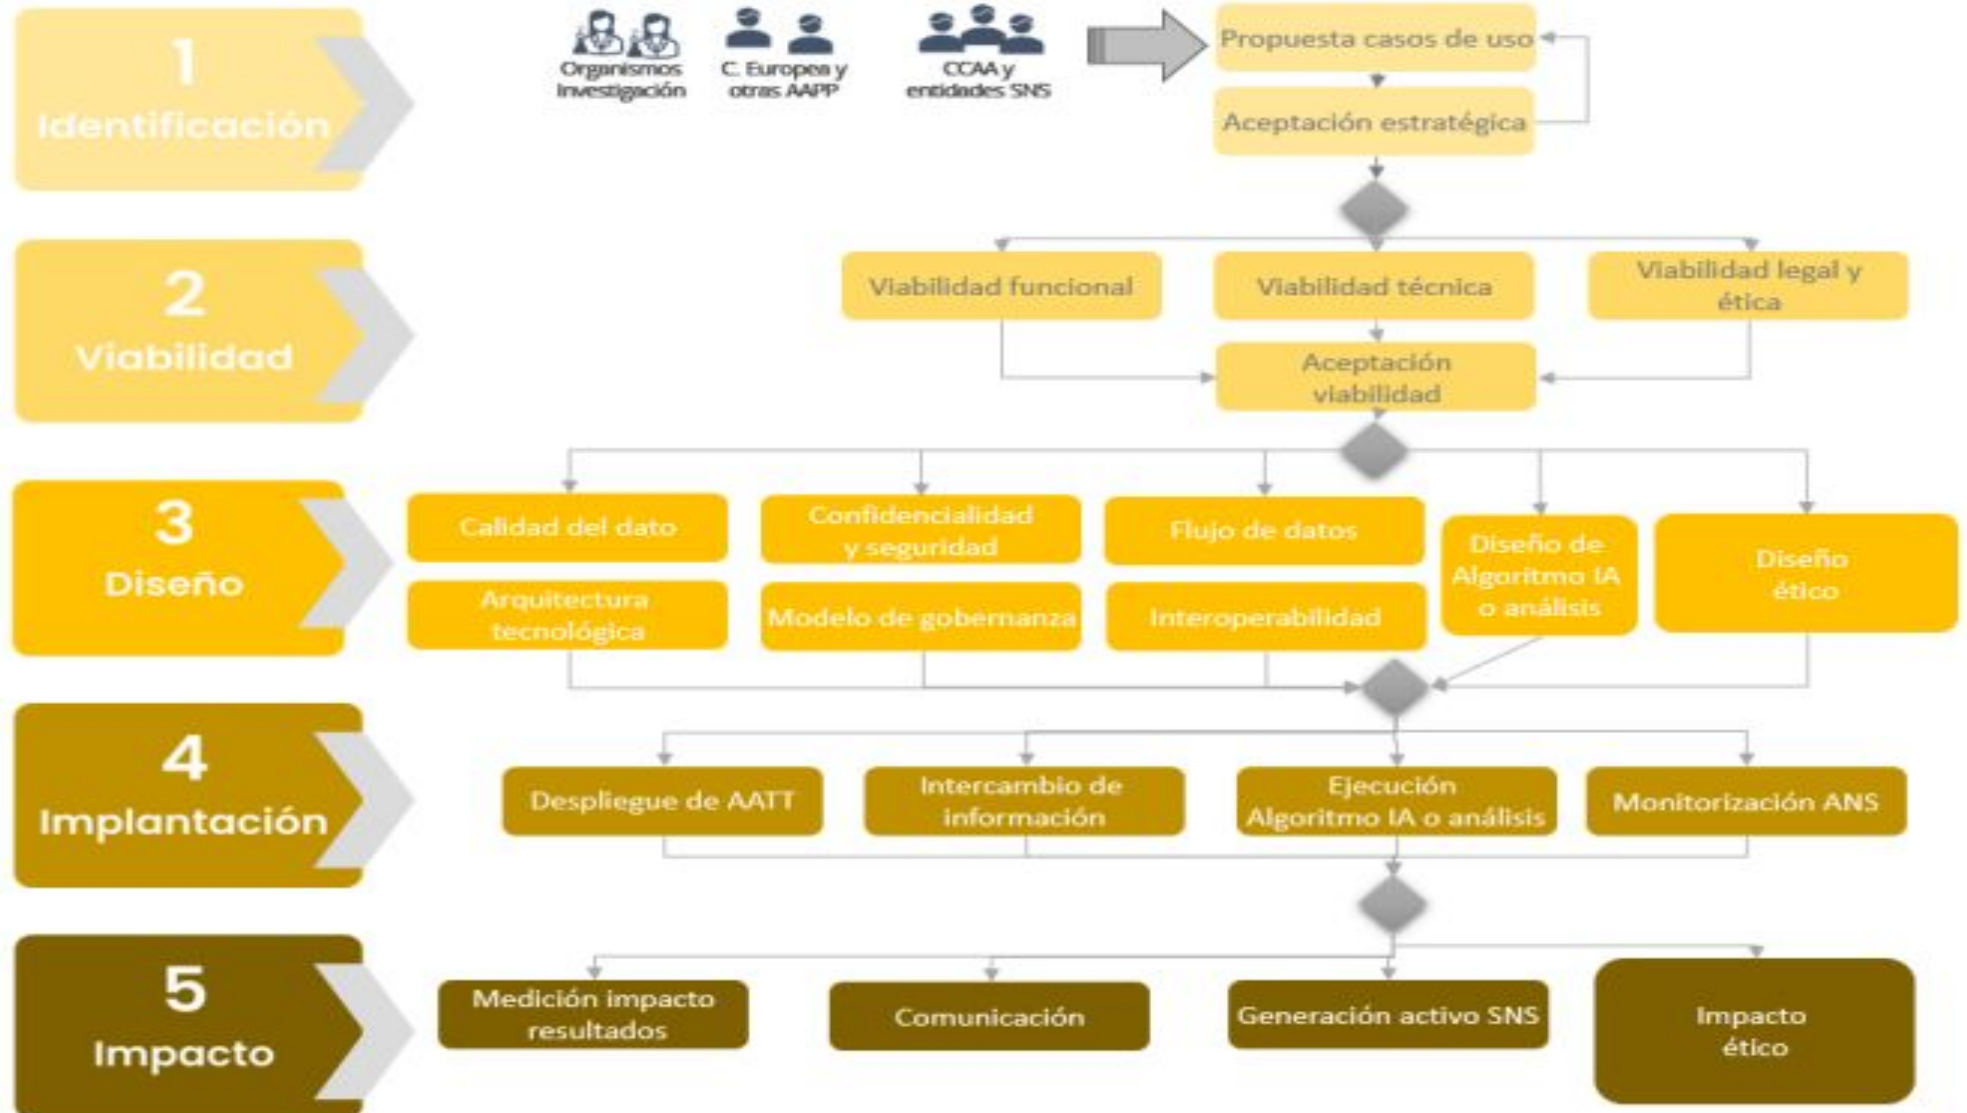 1
Identificación
Organismos
Investigación
C. Europea y
otras AAPP
CCAA y
entidades SNS
Propuesta casos de uso
Aceptación estratégica
2
Viabilidad
Viabilidad funcional
Viabilidad técnica
Viabilidad legal y
ética
Aceptación
viabilidad
3
Diseño
Calidad del dato
Confidencialidad
y seguridad
Flujo de datos
Diseño de
Algoritmo IA
o análisis
Diseño
ético
Arquitectura
tecnológica
Modelo de gobernanza
Interoperabilidad
4
Implantación
Despliegue de AATT
Intercambio de
información
Ejecución
Algoritmo IA o análisis
Monitorización ANS
5
Impacto
Medición impacto
resultados
Comunicación
Generación activo SNS
Impacto
ético